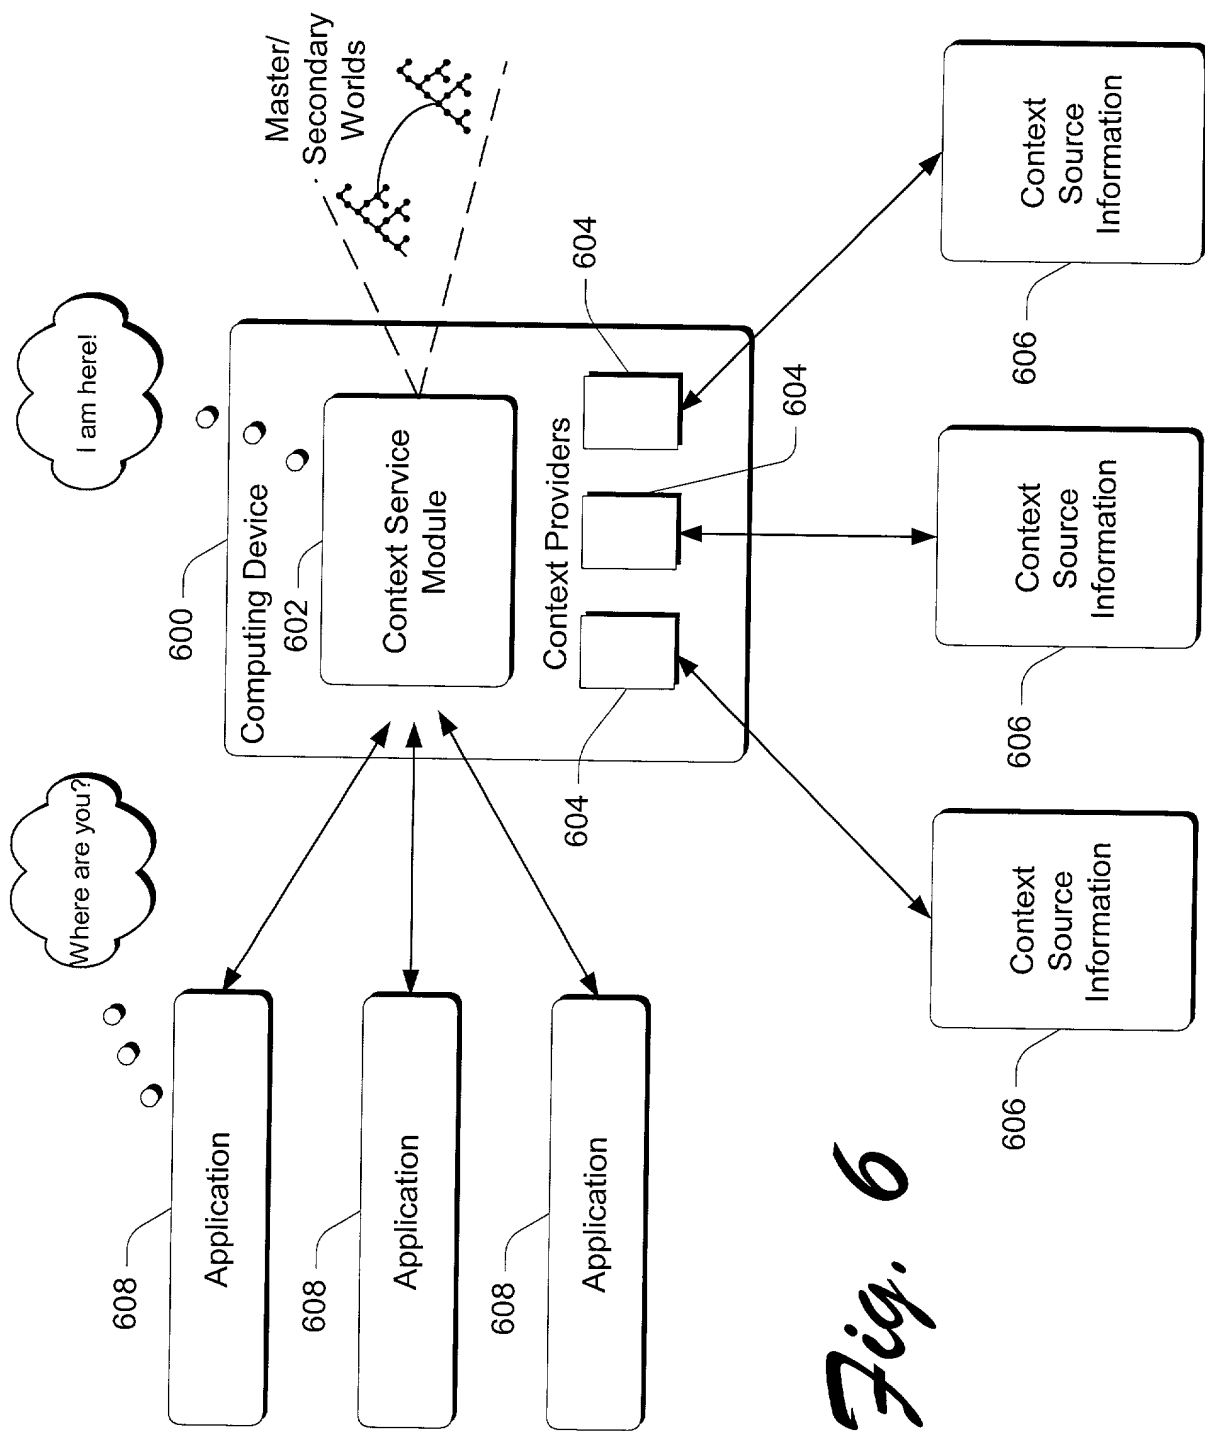 Where are you?
I am here!
Master/
Secondary
Worlds
600
Computing Device
602
Context Service
Module
608
Application
608
Application
608
Application
Context Providers
604
604
604
606
Context
Source
Information
606
Context
Source
Information
606
Context
Source
Information
Fig. 6